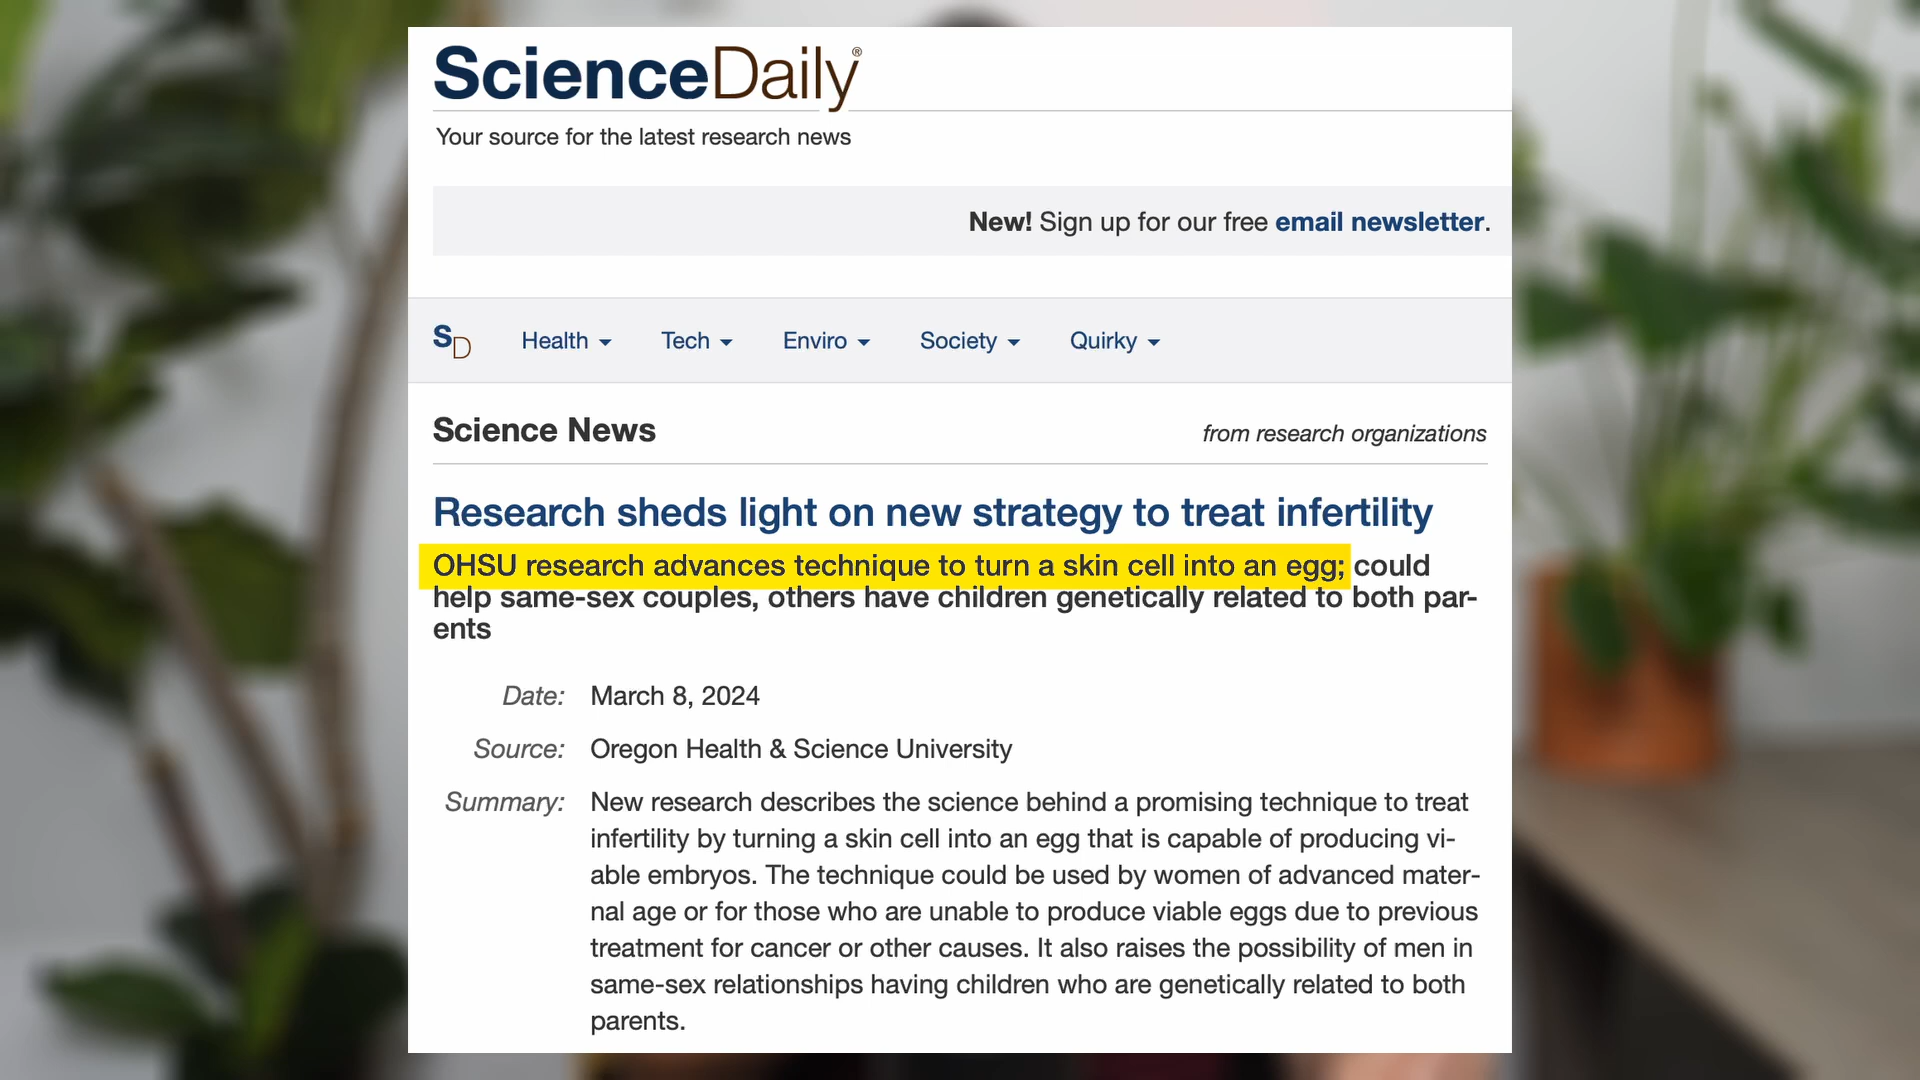 ScienceDaily®
Your source for the latest research news
New! Sign up for our free email newsletter.
SD Health Tech Enviro Society Quirky
Science News from research organizations
Research sheds light on new strategy to treat infertility
OHSU research advances technique to turn a skin cell into an egg; could
help same-sex couples, others have children genetically related to both par-
ents
Date: March 8, 2024
Source: Oregon Health & Science University
Summary: New research describes the science behind a promising technique to treat
infertility by turning a skin cell into an egg that is capable of producing vi-
able embryos. The technique could be used by women of advanced mater-
nal age or for those who are unable to produce viable eggs due to previous
treatment for cancer or other causes. It also raises the possibility of men in
same-sex relationships having children who are genetically related to both
parents.